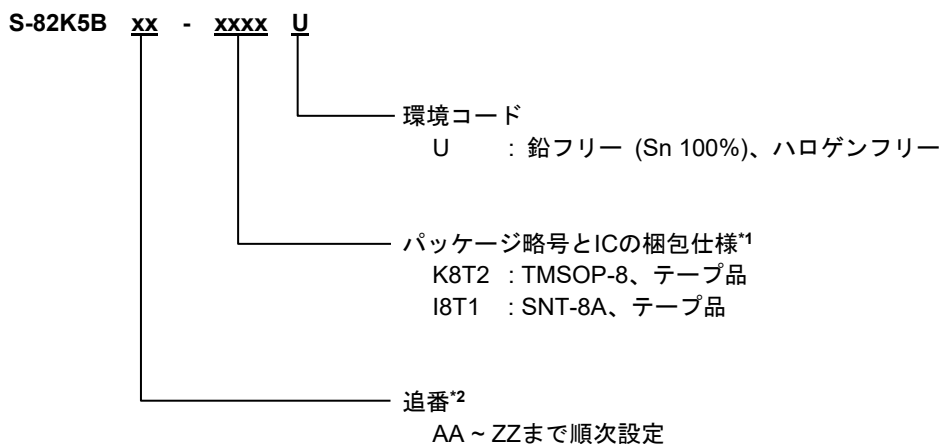 S-82K5B xx - xxxx U
環境コード
U : 鉛フリー (Sn 100%)、ハロゲンフリー
パッケージ略号とICの梱包仕様*1
K8T2 : TMSOP-8、テープ品
I8T1 : SNT-8A、テープ品
追番*2
AA ~ ZZまで順次設定